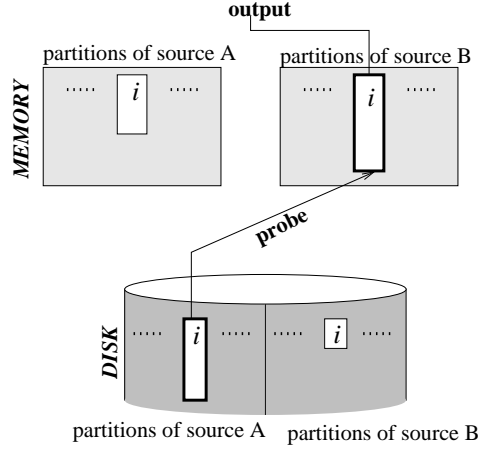 output
partitions of source A
partitions of source B
MEMORY
..... i .....
..... i .....
probe
DISK
..... i .....
..... i .....
partitions of source A
partitions of source B